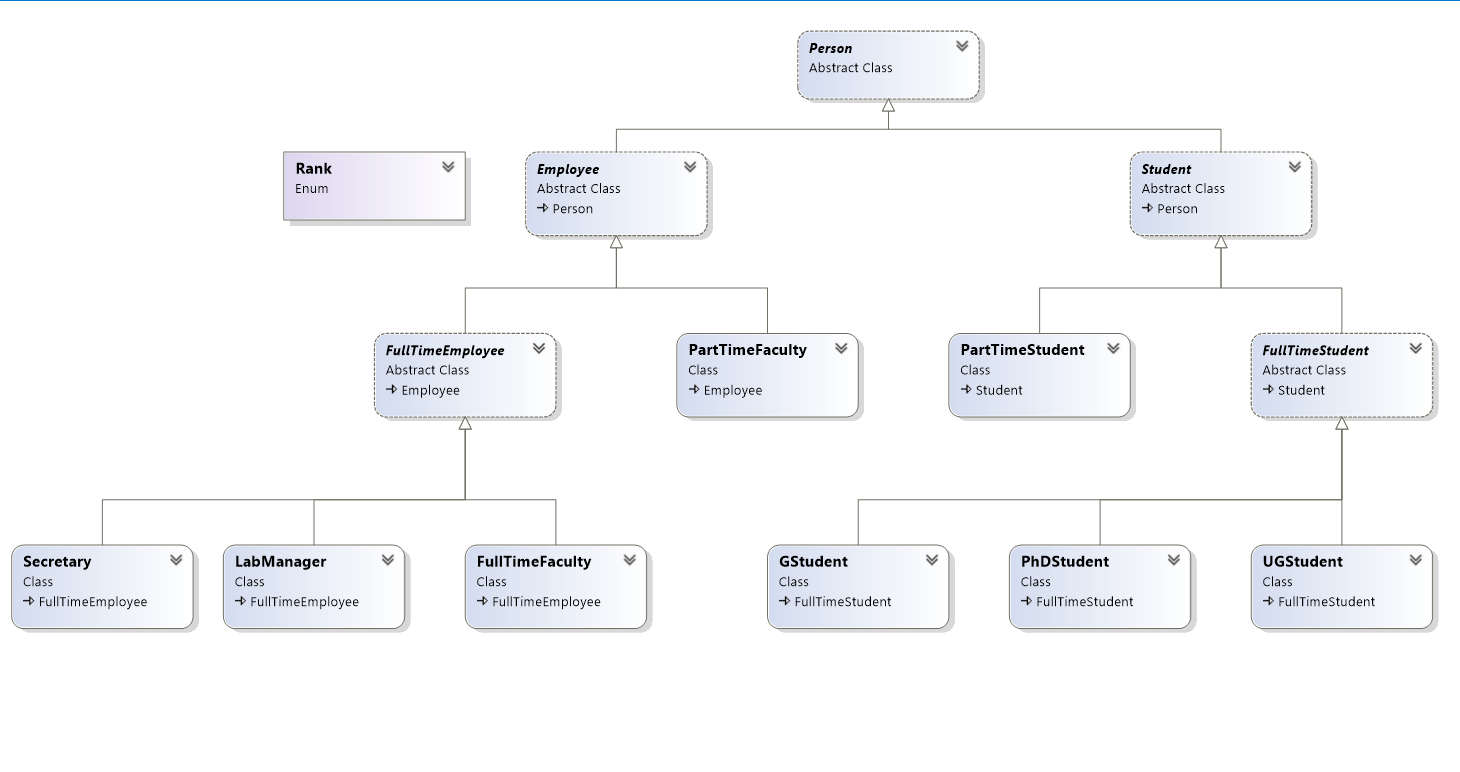 Person
Abstract Class
Rank
Enum
Employee
Abstract Class
Person
Student
Abstract Class
Person
FullTimeEmployee
Abstract Class
Employee
PartTimeFaculty
Class
Employee
PartTimeStudent
Class
Student
FullTimeStudent
Abstract Class
Student
Secretary
Class
FullTimeEmployee
LabManager
Class
FullTimeEmployee
FullTimeFaculty
Class
FullTimeEmployee
GStudent
Class
FullTimeStudent
PhDStudent
Class
FullTimeStudent
UGStudent
Class
FullTimeStudent